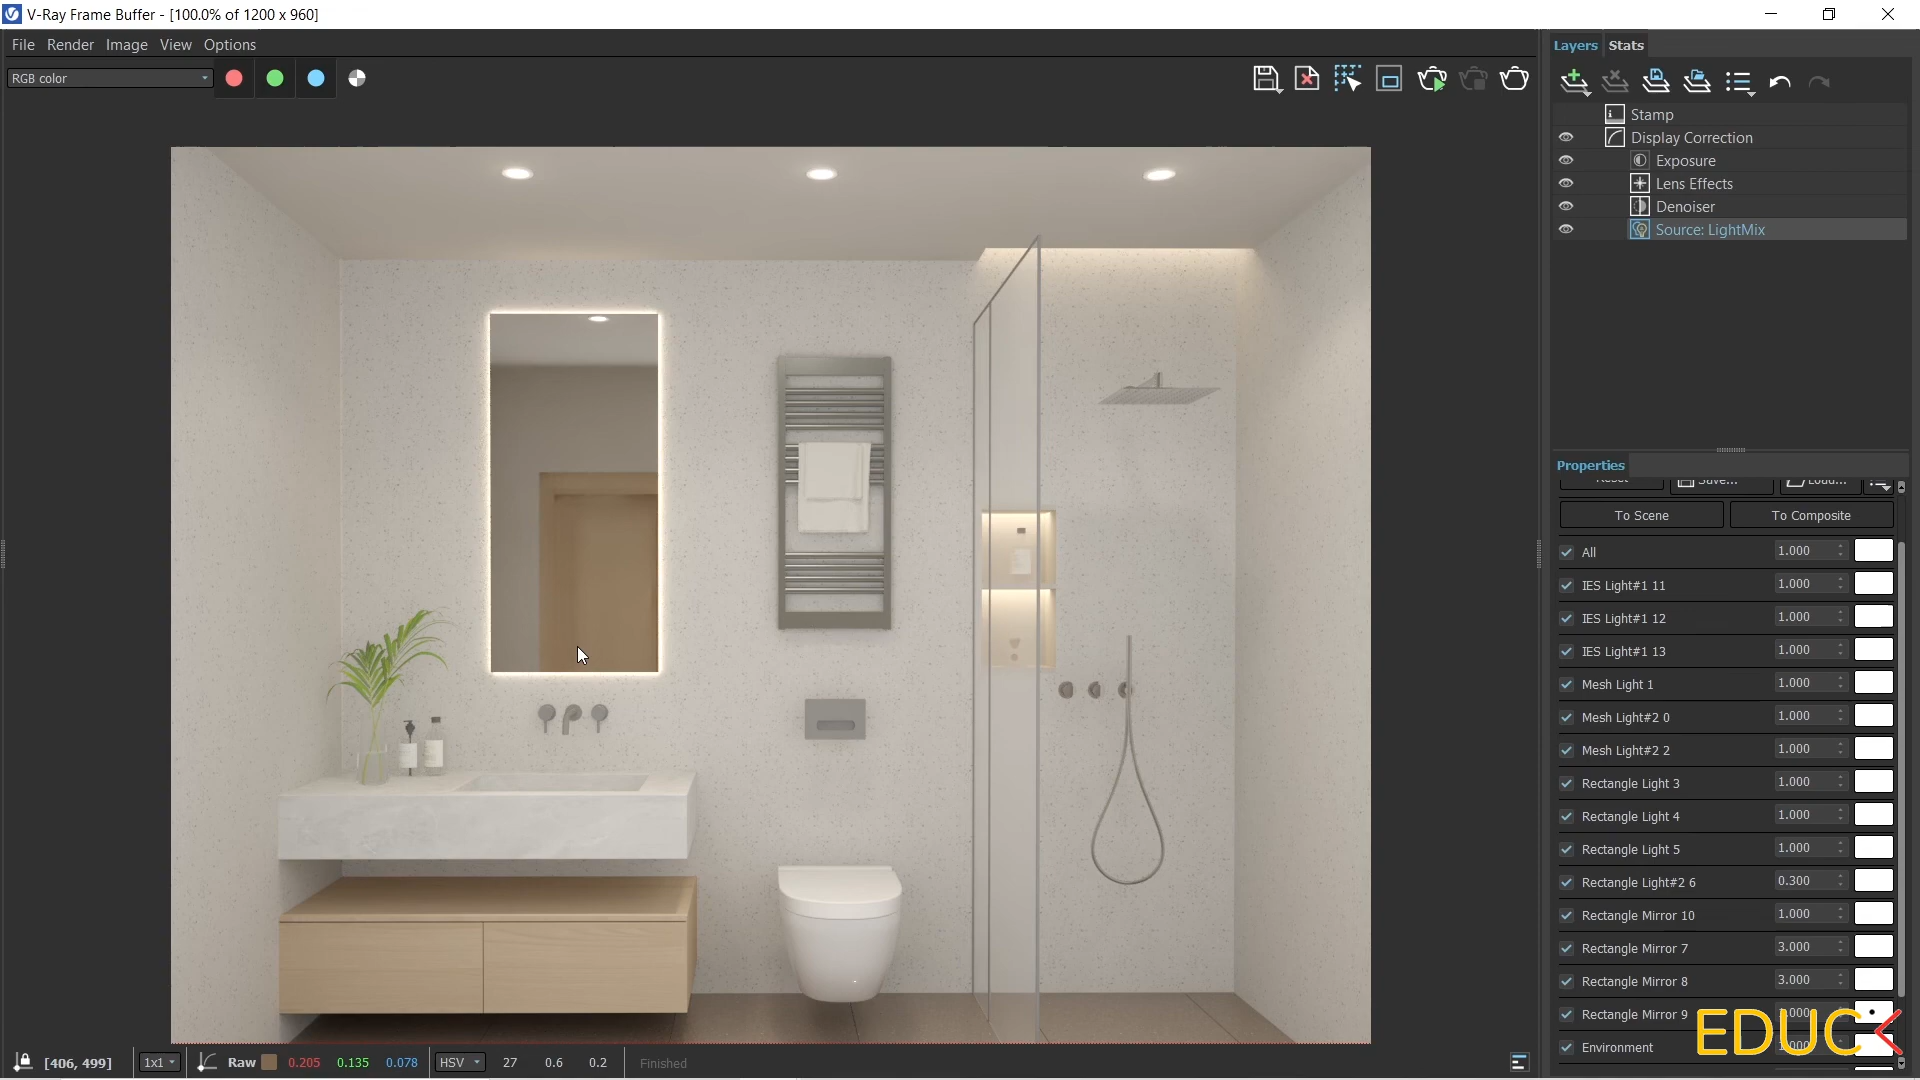 V-Ray Frame Buffer - [100.0% of 1200 x 960]
File Render Image View Options
Layers Stats
RGB color
Stamp
Display Correction
Exposure
Lens Effects
Denoiser
Source: LightMix
Properties
To Scene To Composite
All 1.000
IES Light#1 11 1.000
IES Light#1 12 1.000
IES Light#1 13 1.000
Mesh Light 1 1.000
Mesh Light#2 0 1.000
Mesh Light#2 2 1.000
Rectangle Light 3 1.000
Rectangle Light 4 1.000
Rectangle Light 5 1.000
Rectangle Light#2 6 0.300
Rectangle Mirror 10 1.000
Rectangle Mirror 7 3.000
Rectangle Mirror 8 3.000
Rectangle Mirror 9
Environment
EDUC
[406, 499] 1x1 Raw 0.205 0.135 0.078 HSV 27 0.6 0.2 Finished